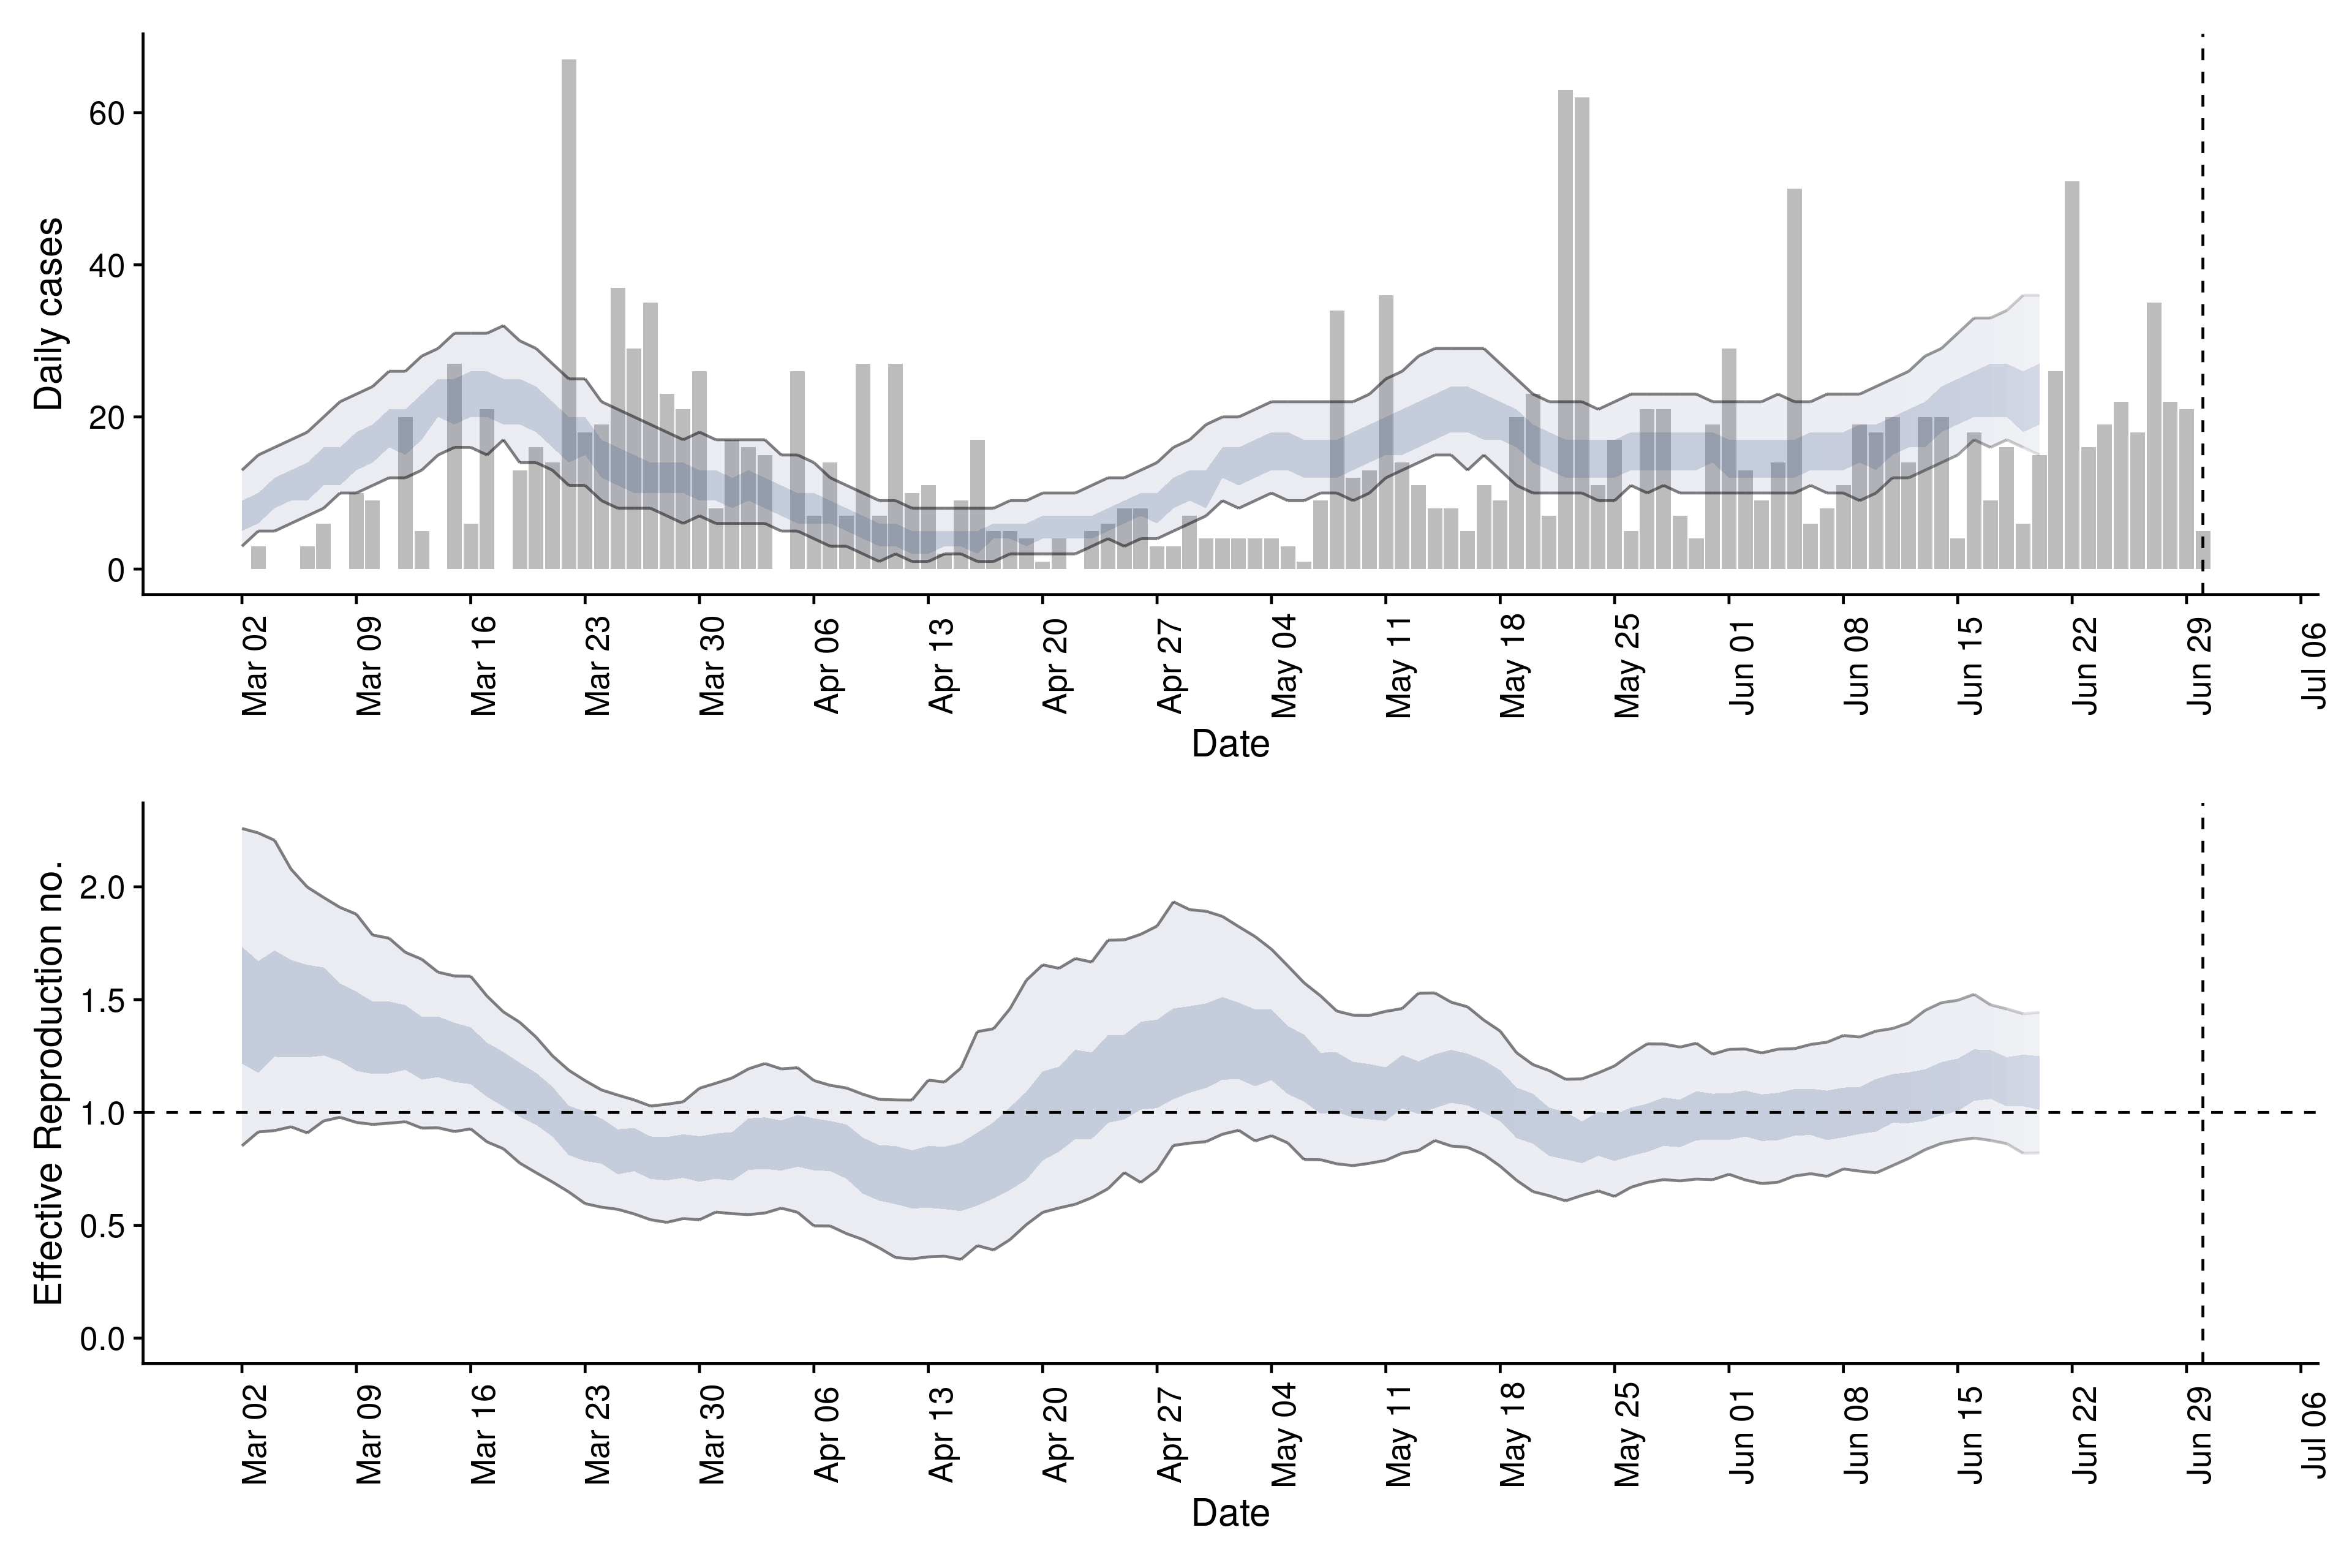 Daily cases
60
40
20
0
Mar 02
Mar 09
Mar 16
Mar 23
Mar 30
Apr 06
Apr 13
Apr 20
Apr 27
May 04
May 11
May 18
May 25
Jun 01
Jun 08
Jun 15
Jun 22
Jun 29
Jul 06
Date
Effective Reproduction no.
2.0
1.5
1.0
0.5
0.0
Mar 02
Mar 09
Mar 16
Mar 23
Mar 30
Apr 06
Apr 13
Apr 20
Apr 27
May 04
May 11
May 18
May 25
Jun 01
Jun 08
Jun 15
Jun 22
Jun 29
Jul 06
Date